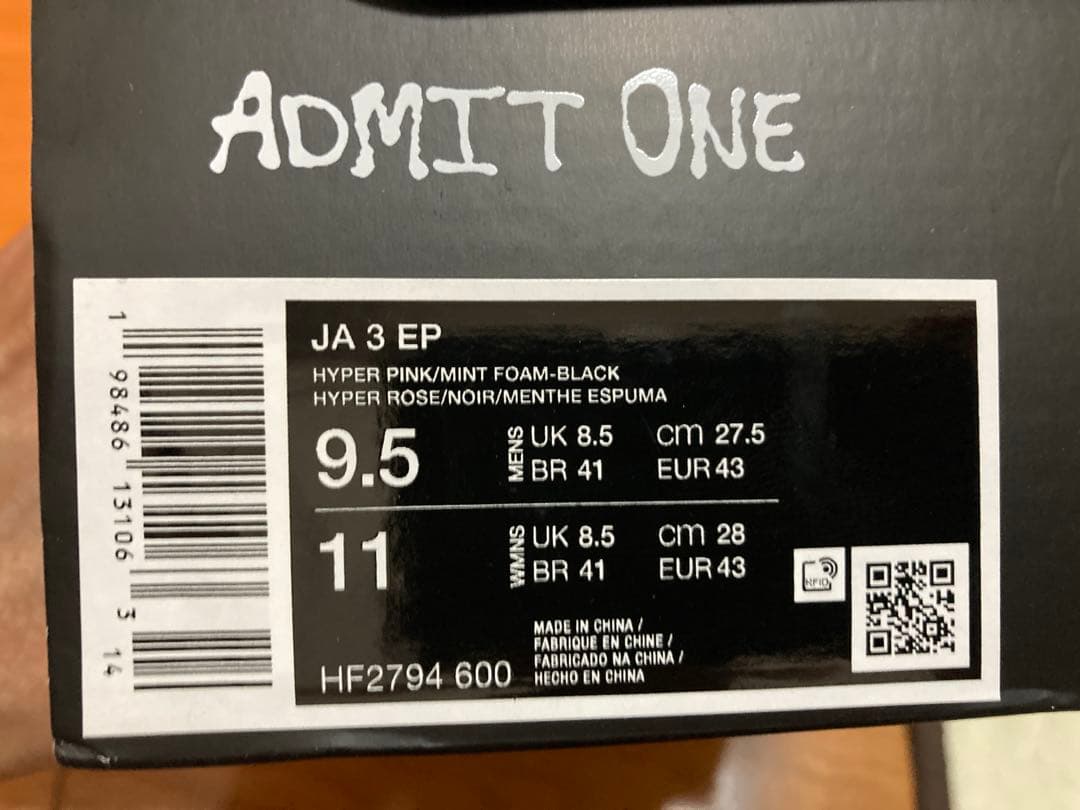 ADMIT ONE
JA 3 EP
HYPER PINK/MINT FOAM-BLACK
HYPER ROSE/NOIR/MENTHE ESPUMA
9.5
MENS
UK 8.5 cm 27.5
BR 41 EUR 43
11
WMNS
UK 8.5 cm 28
BR 41 EUR 43
RFID
MADE IN CHINA /
FABRIQUE EN CHINE /
FABRICADO NA CHINA /
HECHO EN CHINA
HF2794 600
1 98486 13106 3 14